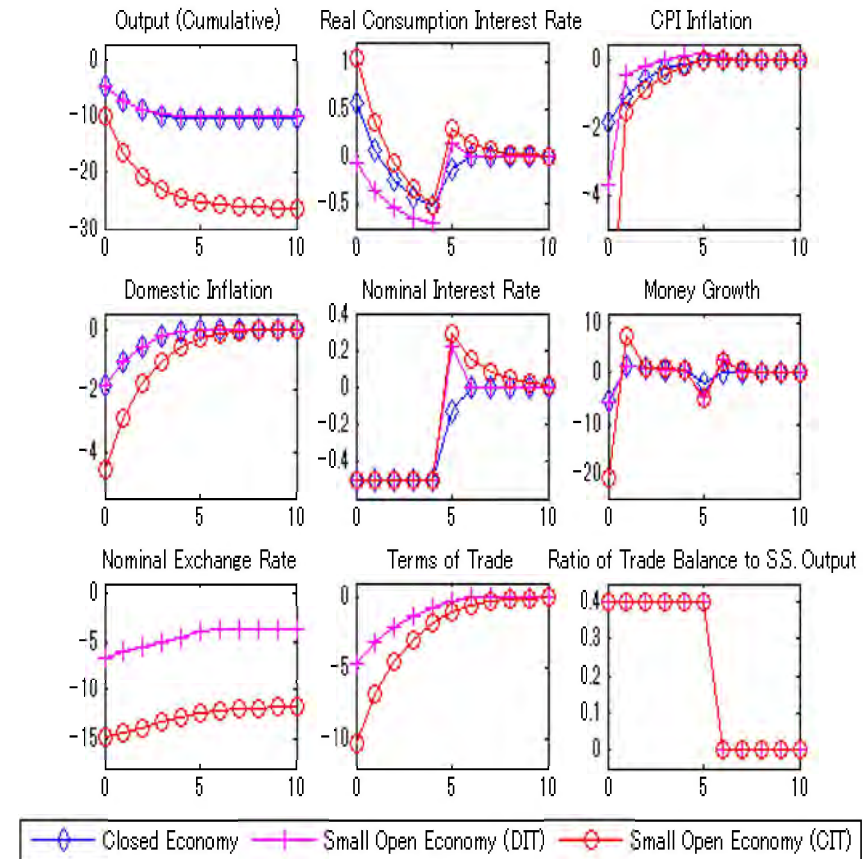 Output (Cumulative)
Real Consumption Interest Rate
CPI Inflation
0
-10
-20
-30
0 5 10
1
0.5
0
-0.5
0 5 10
0
-2
-4
0 5 10
Domestic Inflation
Nominal Interest Rate
Money Growth
0
-2
-4
0 5 10
0.4
0.2
0
-0.2
-0.4
0 5 10
10
0
-10
-20
0 5 10
Nominal Exchange Rate
Terms of Trade
Ratio of Trade Balance to S.S. Output
0
-5
-10
-15
0 5 10
0
-5
-10
0 5 10
0.4
0.3
0.2
0.1
0
0 5 10
Closed Economy
Small Open Economy (DIT)
Small Open Economy (CIT)